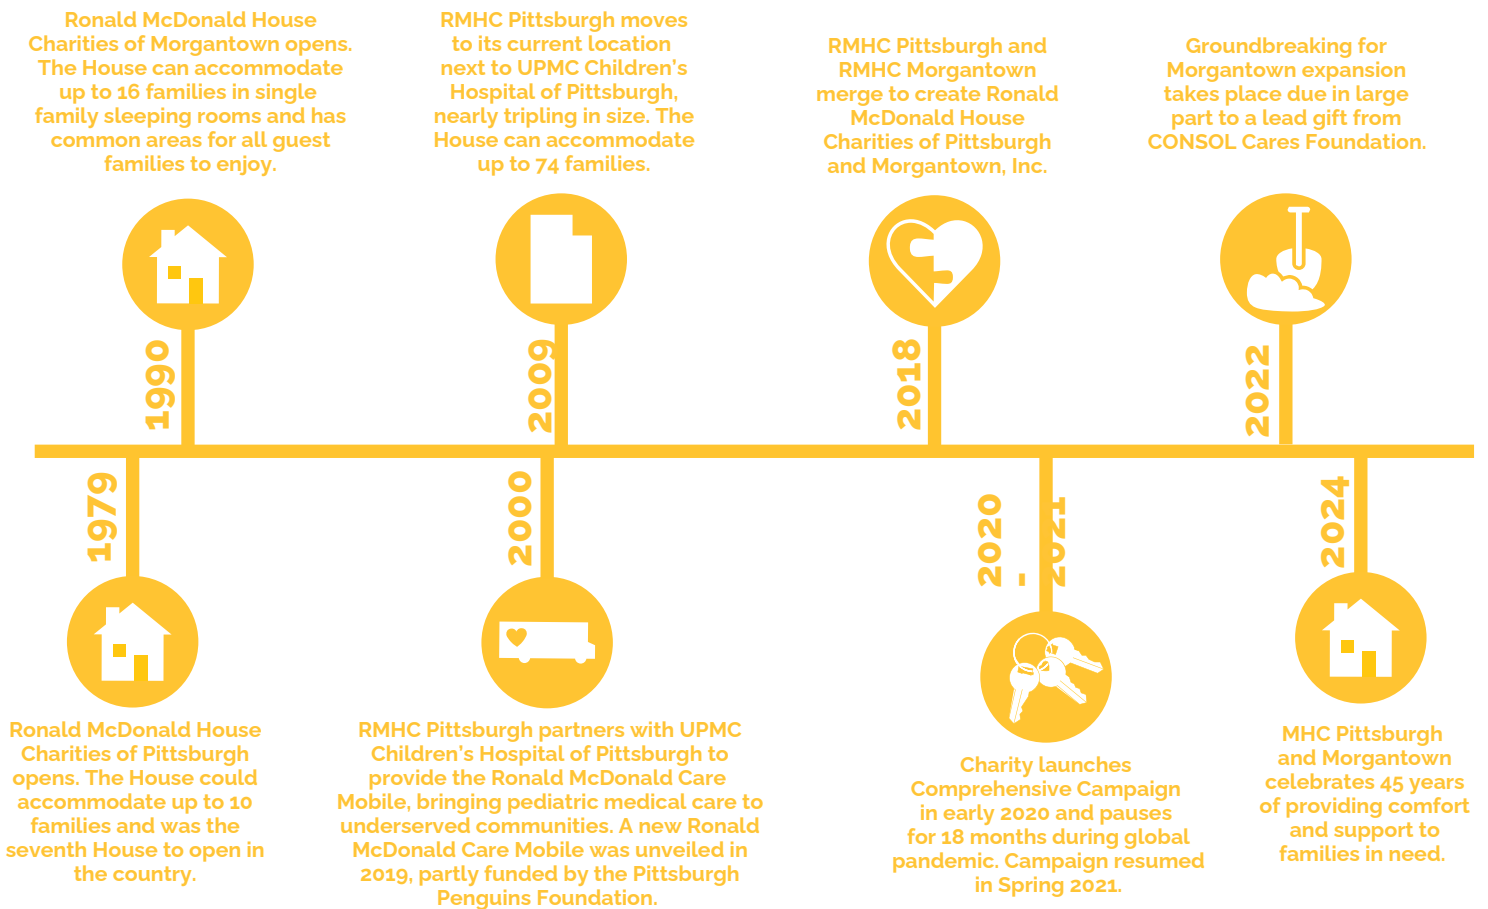 Ronald McDonald House
Charities of Morgantown opens.
The House can accommodate
up to 16 families in single
family sleeping rooms and has
common areas for all guest
families to enjoy.
1990
RMHC Pittsburgh moves
to its current location
next to UPMC Children's
Hospital of Pittsburgh,
nearly tripling in size. The
House can accommodate
up to 74 families.
2009
RMHC Pittsburgh and
RMHC Morgantown
merge to create Ronald
McDonald House
Charities of Pittsburgh
and Morgantown, Inc.
2018
Groundbreaking for
Morgantown expansion
takes place due in large
part to a lead gift from
CONSOL Cares Foundation.
2022
1979
Ronald McDonald House
Charities of Pittsburgh
opens. The House could
accommodate up to 10
families and was the
seventh House to open in
the country.
2000
RMHC Pittsburgh partners with UPMC
Children's Hospital of Pittsburgh to
provide the Ronald McDonald Care
Mobile, bringing pediatric medical care to
underserved communities. A new Ronald
McDonald Care Mobile was unveiled in
2019, partly funded by the Pittsburgh
Penguins Foundation.
2020
-
2021
Charity launches
Comprehensive Campaign
in early 2020 and pauses
for 18 months during global
pandemic. Campaign resumed
in Spring 2021.
2024
MHC Pittsburgh
and Morgantown
celebrates 45 years
of providing comfort
and support to
families in need.